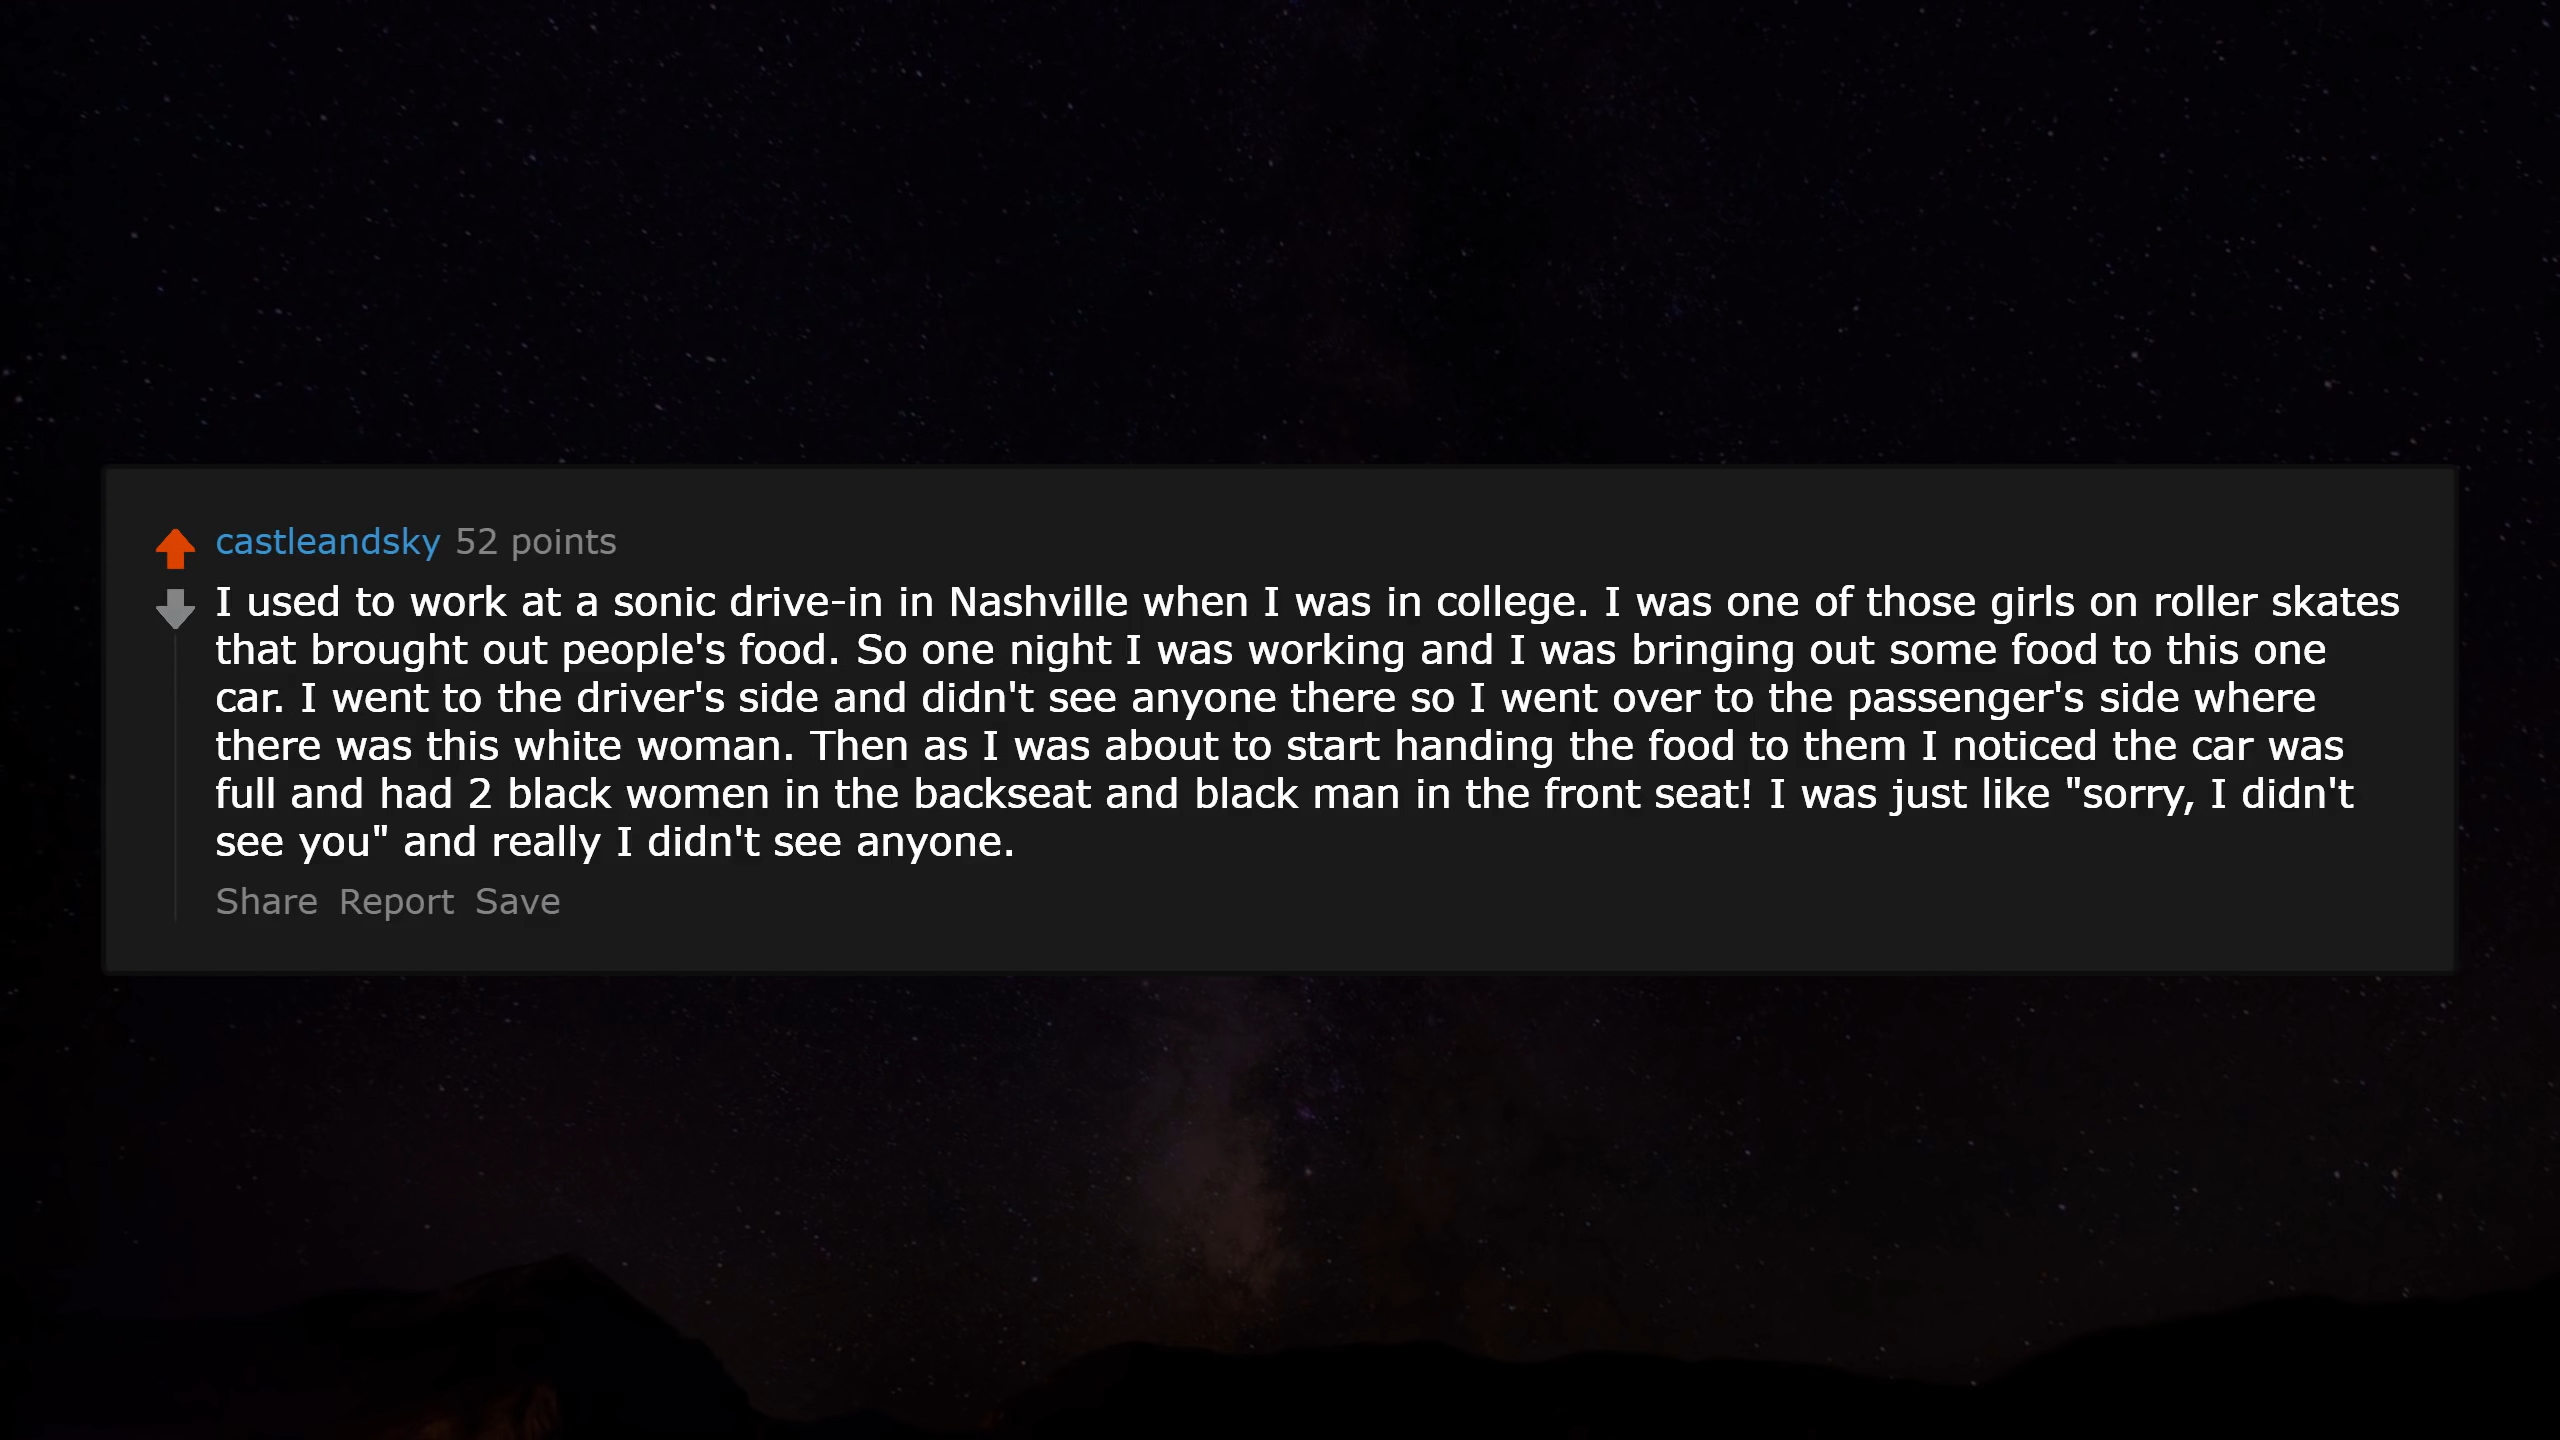 castleandsky 52 points
I used to work at a sonic drive-in in Nashville when I was in college. I was one of those girls on roller skates
that brought out people's food. So one night I was working and I was bringing out some food to this one
car. I went to the driver's side and didn't see anyone there so I went over to the passenger's side where
there was this white woman. Then as I was about to start handing the food to them I noticed the car was
full and had 2 black women in the backseat and black man in the front seat! I was just like "sorry, I didn't
see you" and really I didn't see anyone.
Share Report Save